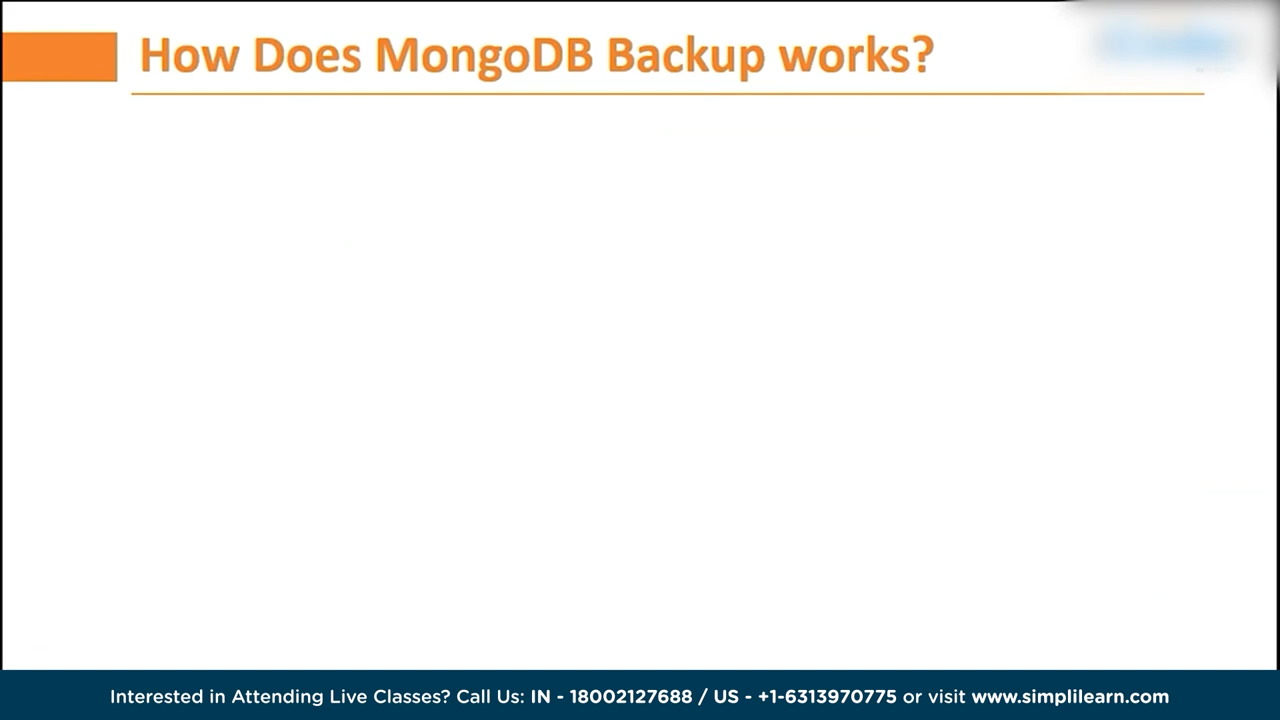 How Does MongoDB Backup works?
Interested in Attending Live Classes? Call Us: IN - 18002127688 / US - +1-6313970775 or visit www.simplilearn.com